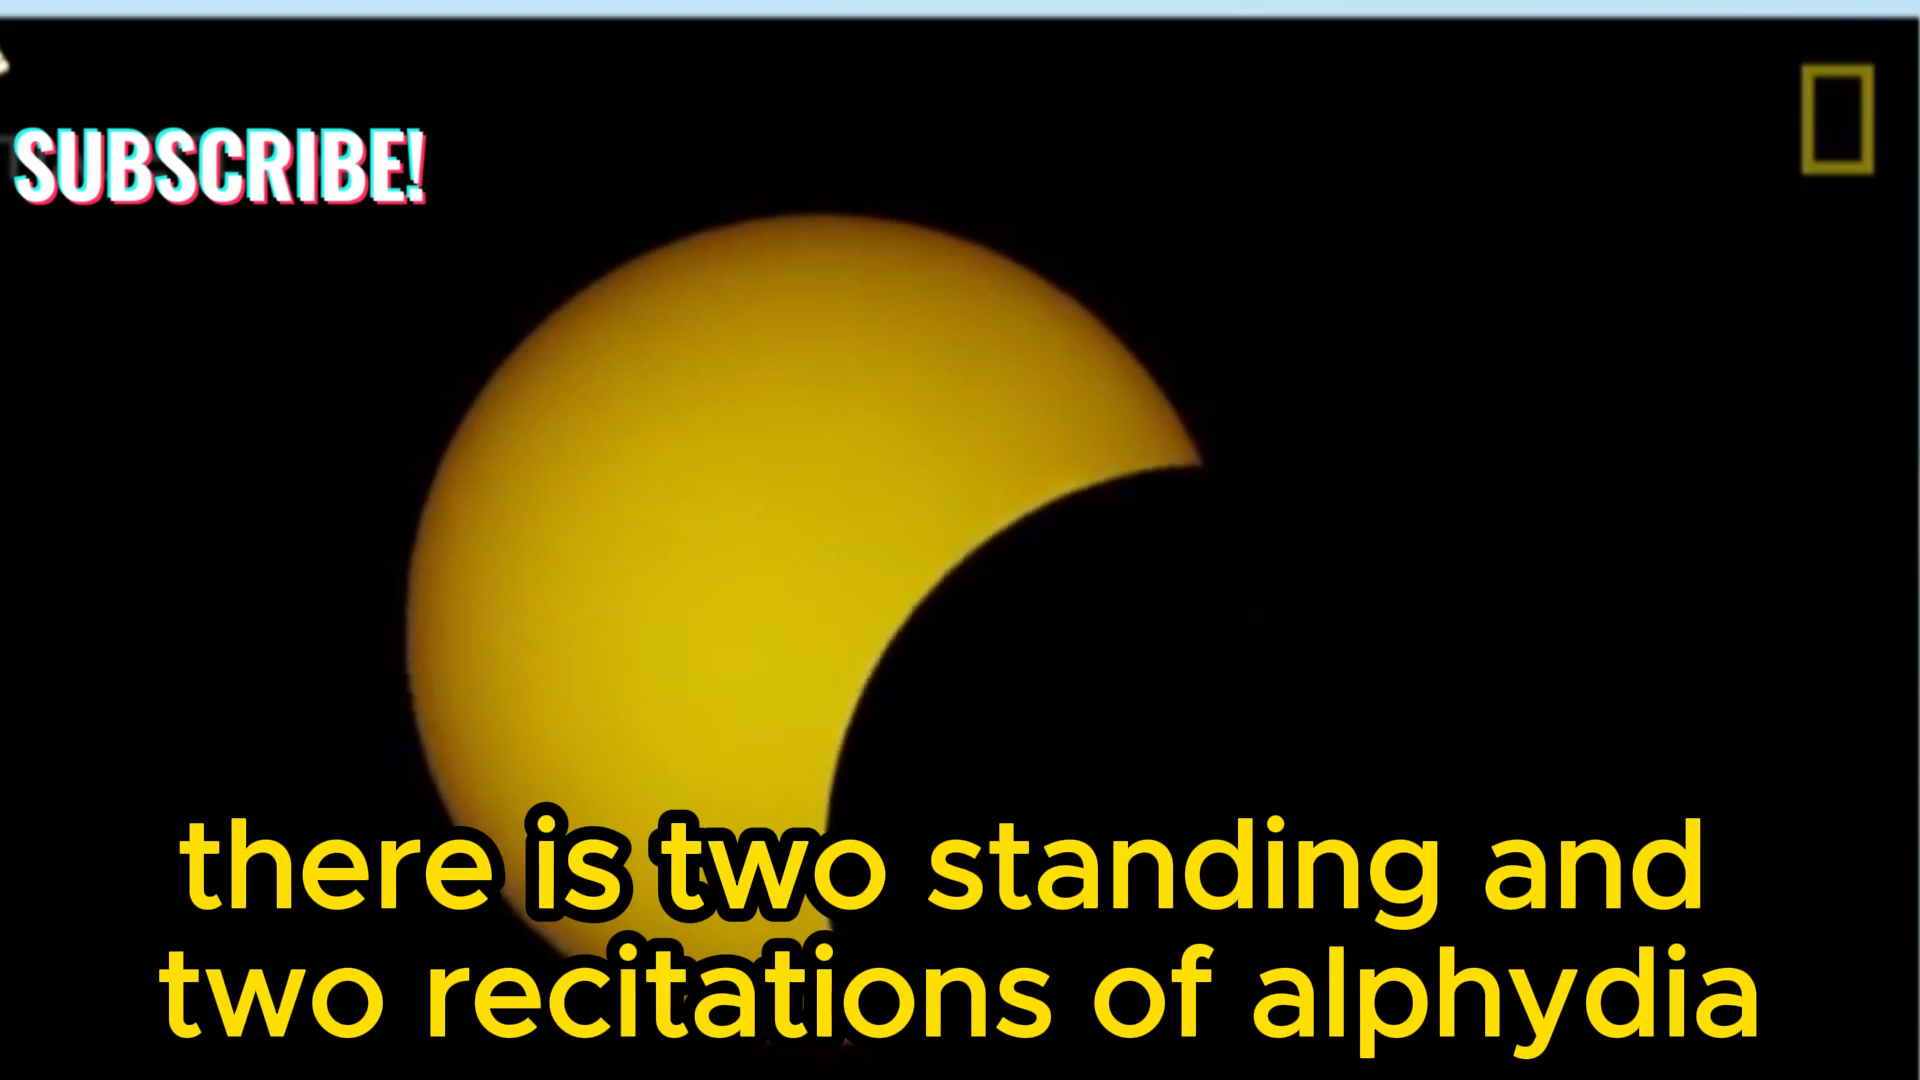 SUBSCRIBE!
there is two standing and
two recitations of alphydia